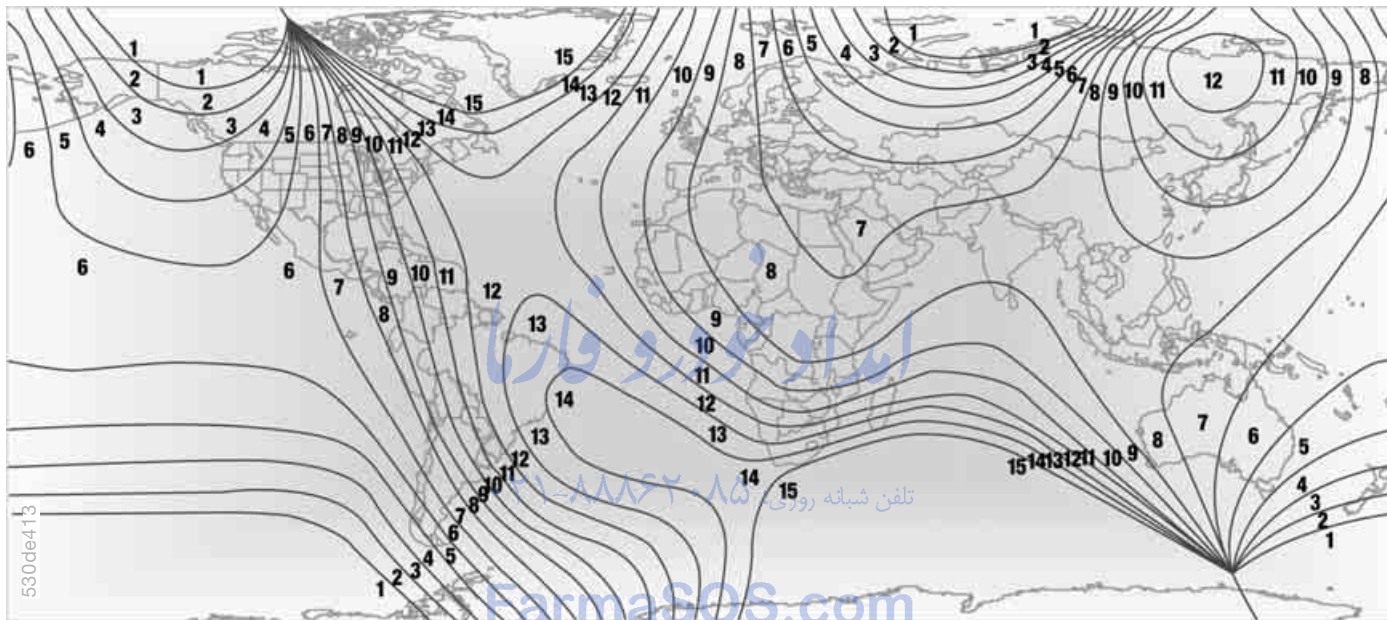 1 1 15 10 9 8 7 6 5 4 3 2 1 1 2 3 4 5 6 7 8 9 10 11 12 11 10 9 8
2 2 15 14 13 12 11
6 5 4 3 3 4 5 6 7 8 9 10 11 12 13 14
6 6 7 9 10 11 12 8 7
8 13 9
10
11
14 12
13 13 8 7 6 5
12 11 10 9 8 7 6 5 14 15 15 14 13 12 11 10 9 4 3 2 1
امداد خودرو فارما
تلفن شبانه روزی: ۸۸۸۶۲۰۸۵-۰۲۱
1 2 3 4
530de413
FarmaSOS.com